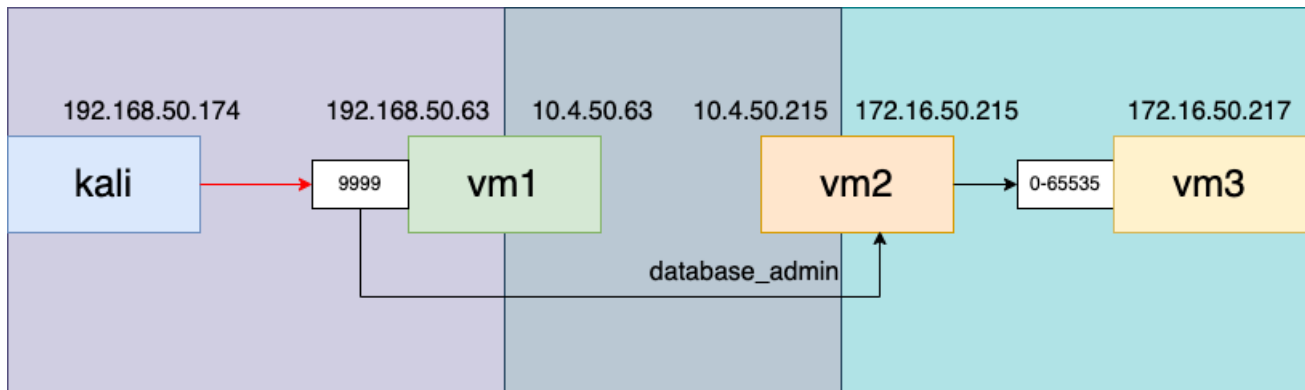 192.168.50.174
192.168.50.63
10.4.50.63
10.4.50.215
172.16.50.215
172.16.50.217
kali
9999
vm1
vm2
0-65535
vm3
database_admin